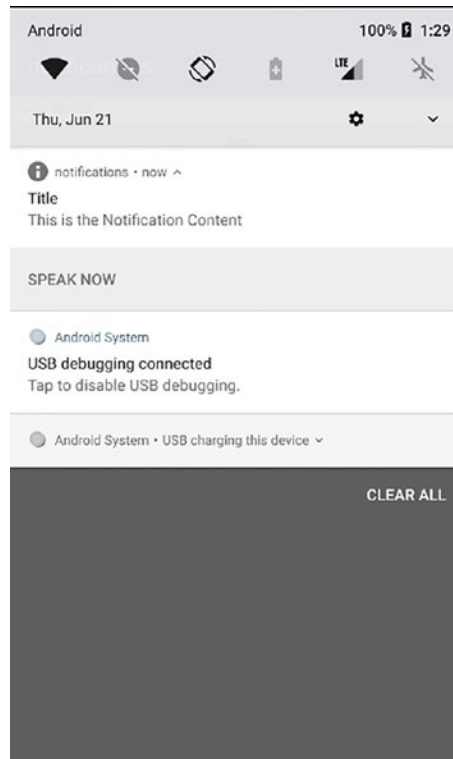 Android 100% 1:29
LTE
Thu, Jun 21
notifications • now
Title
This is the Notification Content
SPEAK NOW
Android System
USB debugging connected
Tap to disable USB debugging.
Android System • USB charging this device
CLEAR ALL